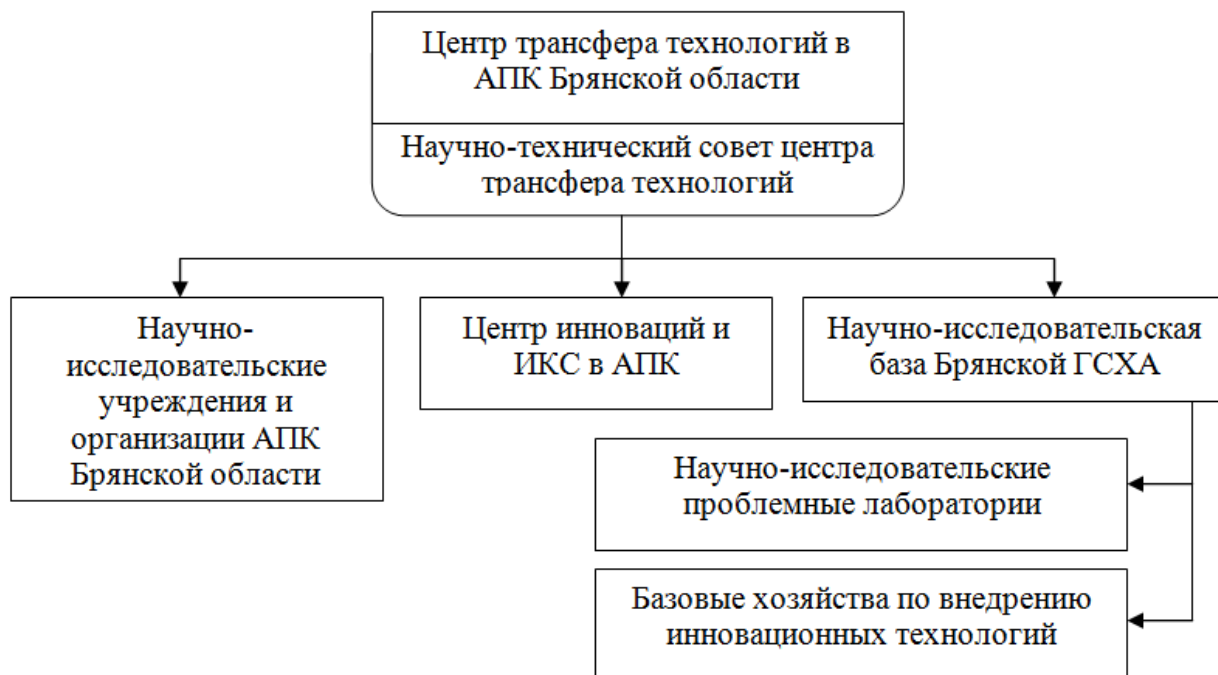 Центр трансфера технологий в
АПК Брянской области
Научно-технический совет центра
трансфера технологий
Научно-
исследовательские
учреждения и
организации АПК
Брянской области
Центр инноваций и
ИКС в АПК
Научно-исследовательская
база Брянской ГСХА
Научно-исследовательские
проблемные лаборатории
Базовые хозяйства по внедрению
инновационных технологий